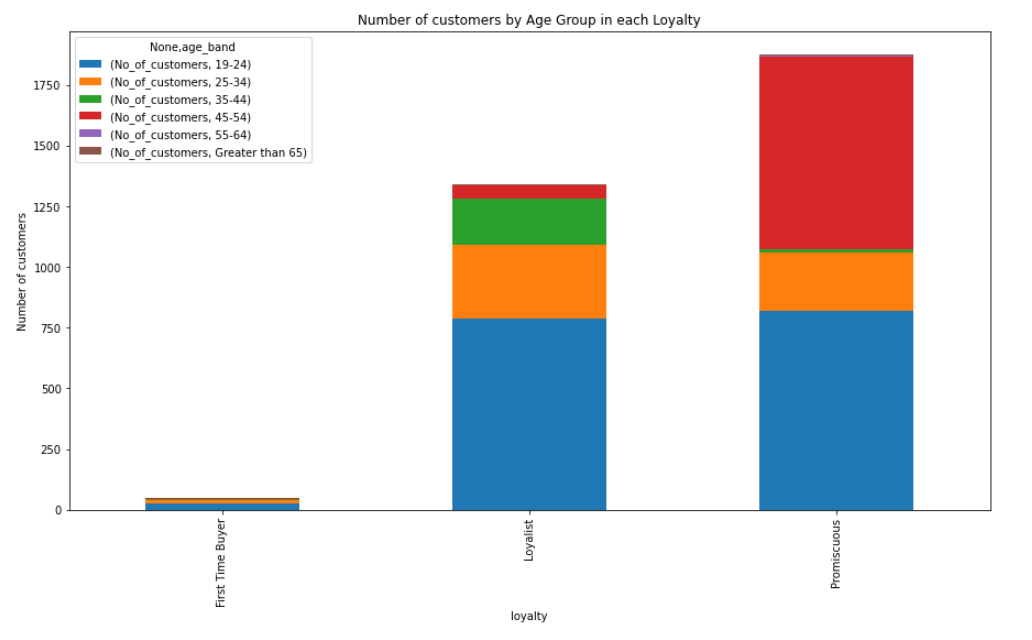 Number of customers by Age Group in each Loyalty
None,age_band
(No_of_customers, 19-24)
(No_of_customers, 25-34)
(No_of_customers, 35-44)
(No_of_customers, 45-54)
(No_of_customers, 55-64)
(No_of_customers, Greater than 65)
Number of customers
1750
1500
1250
1000
750
500
250
0
First Time Buyer
Loyalist
Promiscuous
loyalty